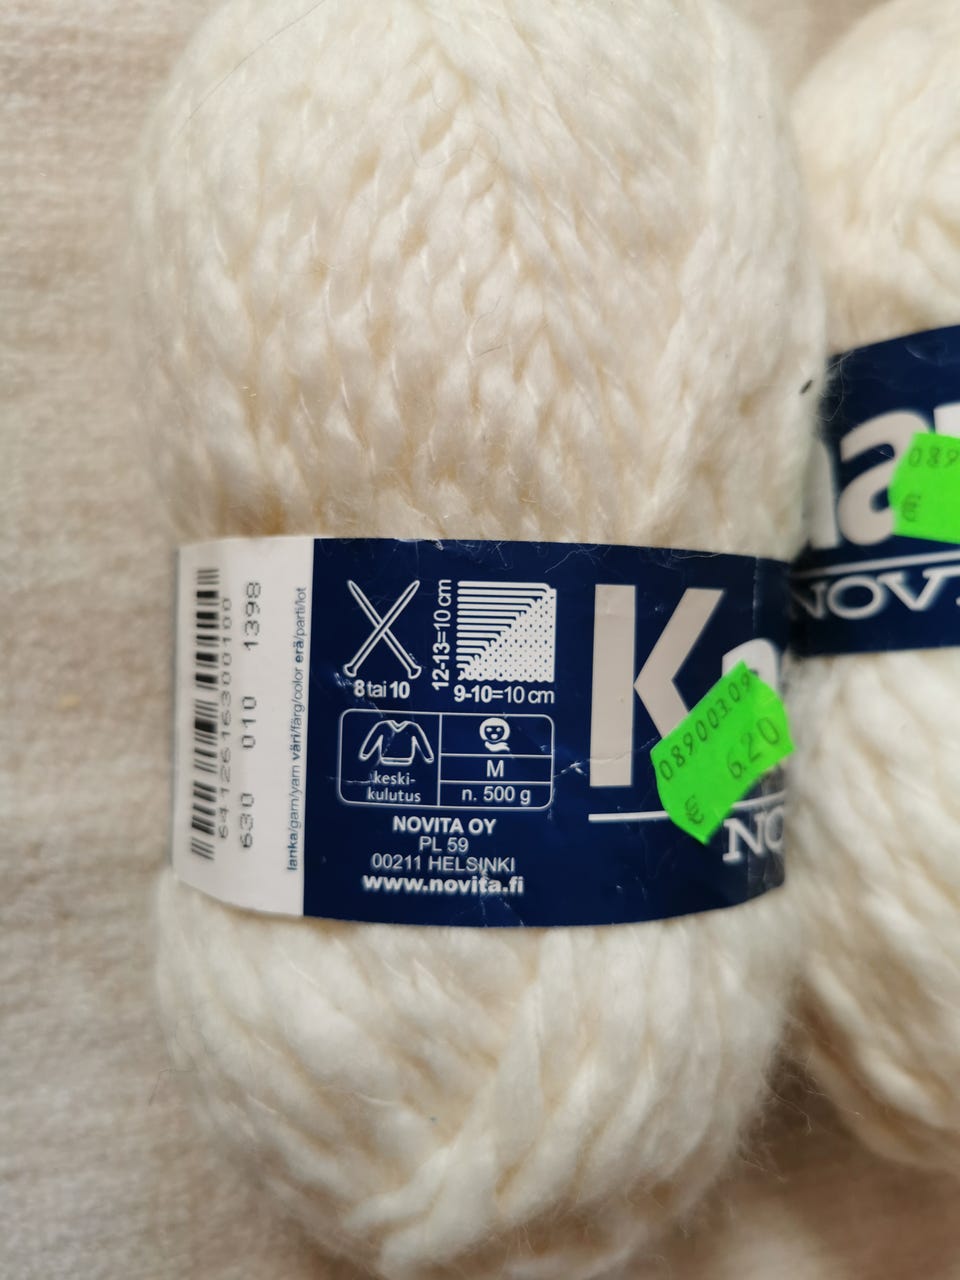 6412616300100
630 010 1398
lanka/garn/yarn väri/färg/color erä/parti/lot
8 tai 10
12-13=10 cm
9-10=10 cm
keski-
kulutus
M
n. 500 g
NOVITA OY
PL 59
00211 HELSINKI
www.novita.fi
K
08900309
6.20
€
NO
a
089
€
NOV